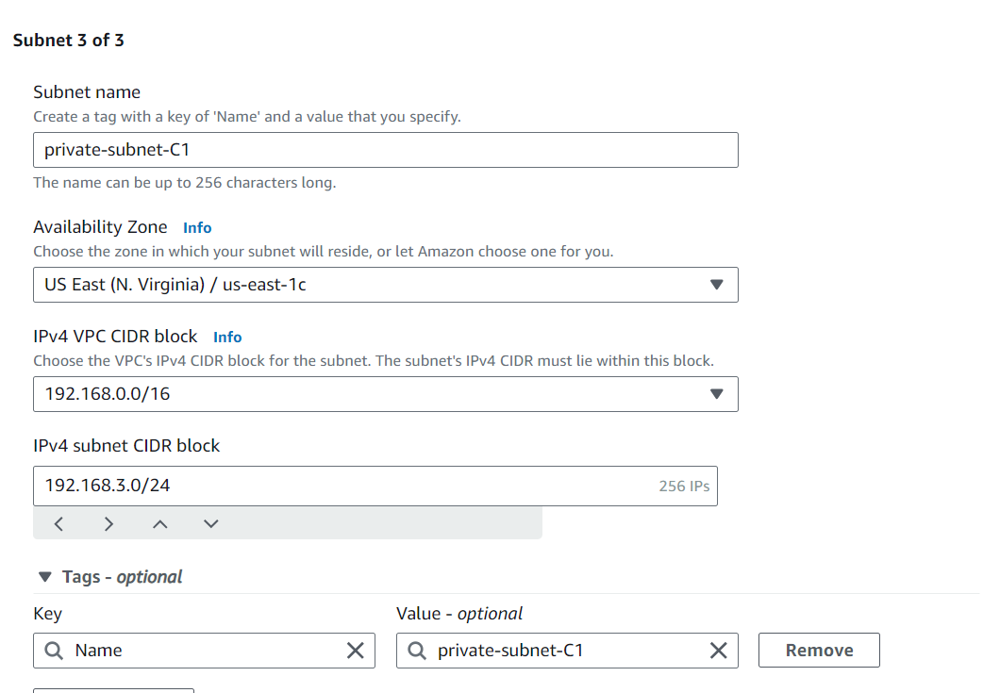 Subnet 3 of 3
Subnet name
Create a tag with a key of 'Name' and a value that you specify.
private-subnet-C1
The name can be up to 256 characters long.
Availability Zone Info
Choose the zone in which your subnet will reside, or let Amazon choose one for you.
US East (N. Virginia) / us-east-1c
IPv4 VPC CIDR block Info
Choose the VPC's IPv4 CIDR block for the subnet. The subnet's IPv4 CIDR must lie within this block.
192.168.0.0/16
IPv4 subnet CIDR block
192.168.3.0/24 256 IPs
Tags - optional
Key Value - optional
Name private-subnet-C1 Remove